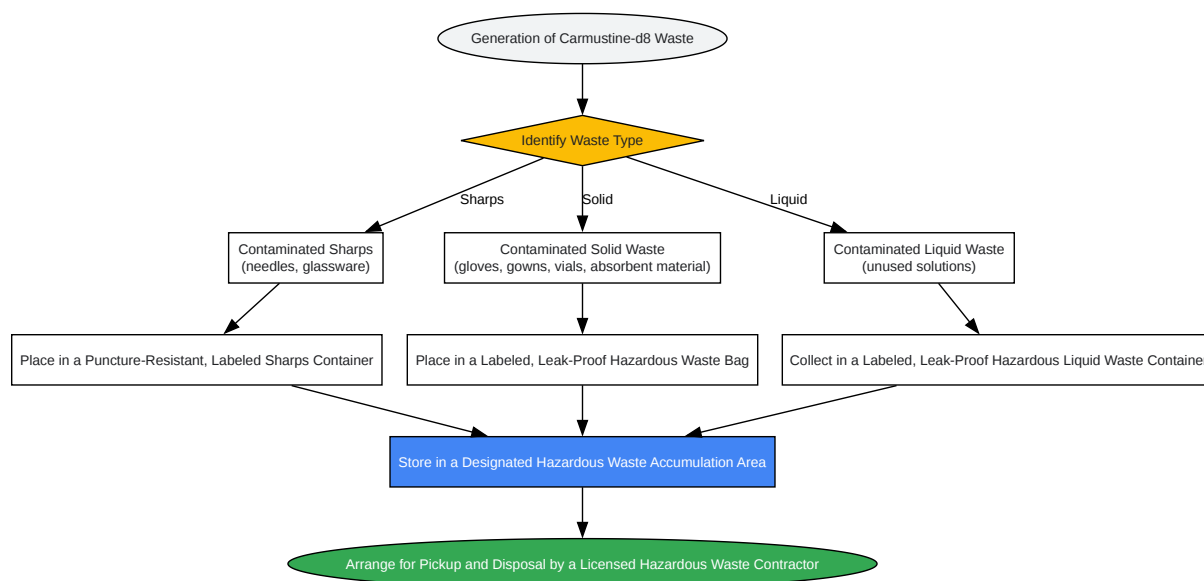 Generation of Carmustine-d8 Waste
Identify Waste Type
Sharps
Solid
Liquid
Contaminated Sharps
(needles, glassware)
Contaminated Solid Waste
(gloves, gowns, vials, absorbent material)
Contaminated Liquid Waste
(unused solutions)
Place in a Puncture-Resistant, Labeled Sharps Container
Place in a Labeled, Leak-Proof Hazardous Waste Bag
Collect in a Labeled, Leak-Proof Hazardous Liquid Waste Container
Store in a Designated Hazardous Waste Accumulation Area
Arrange for Pickup and Disposal by a Licensed Hazardous Waste Contractor